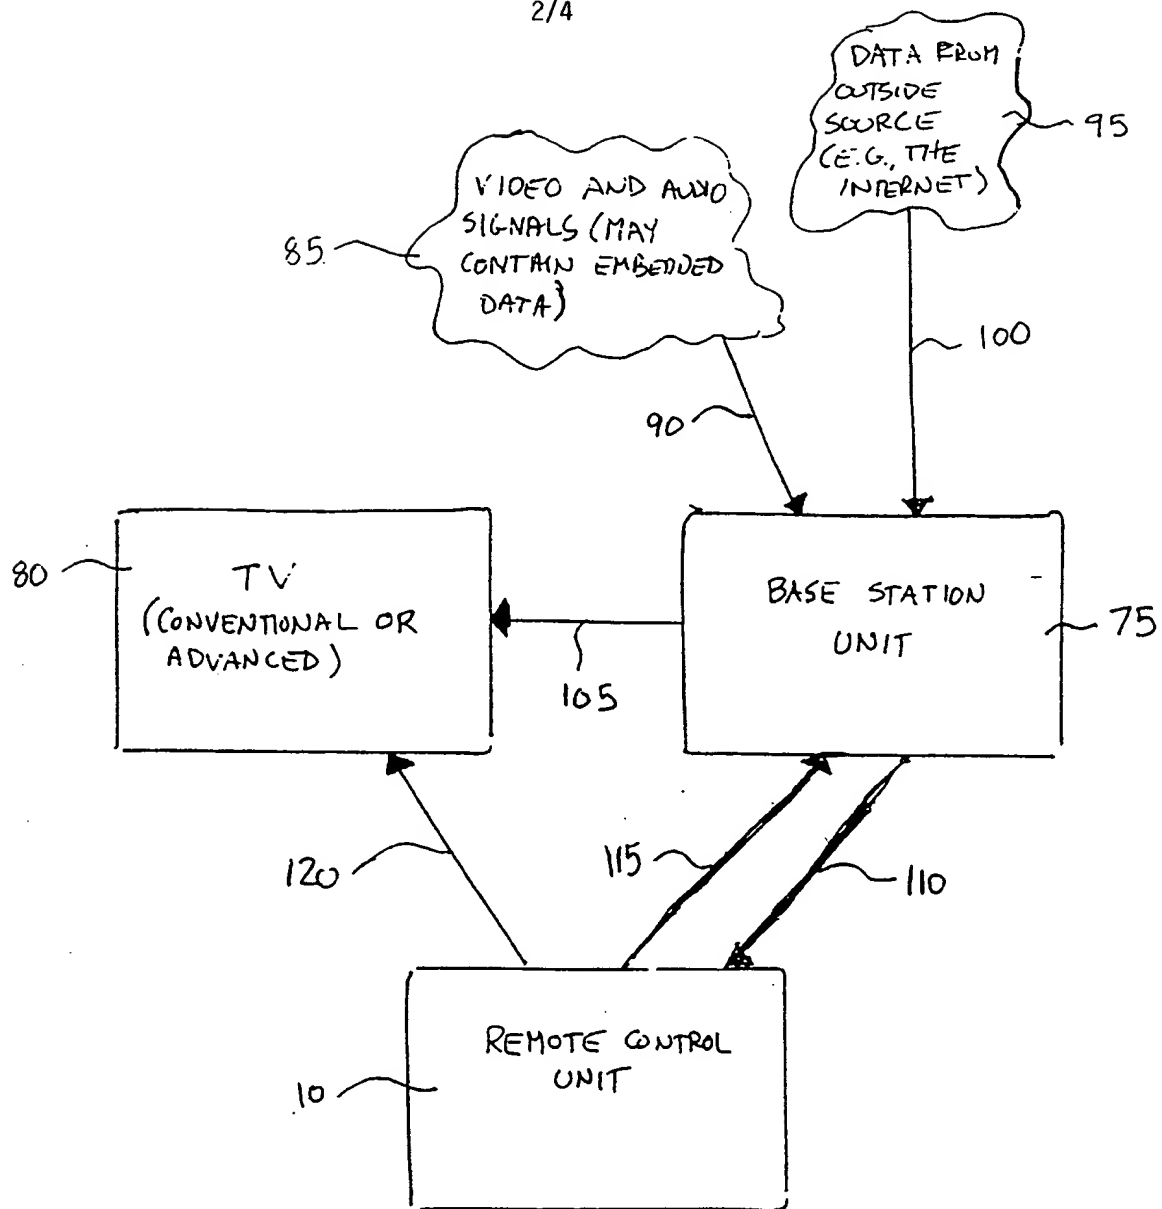 2/4
DATA FROM
OUTSIDE
SOURCE
(E.G., THE
INTERNET)
95
VIDEO AND AUDIO
SIGNALS (MAY
CONTAIN EMBEDDED
DATA)
85
100
90
80
TV
(CONVENTIONAL OR
ADVANCED)
BASE STATION
UNIT
75
105
120
115
110
REMOTE CONTROL
UNIT
10